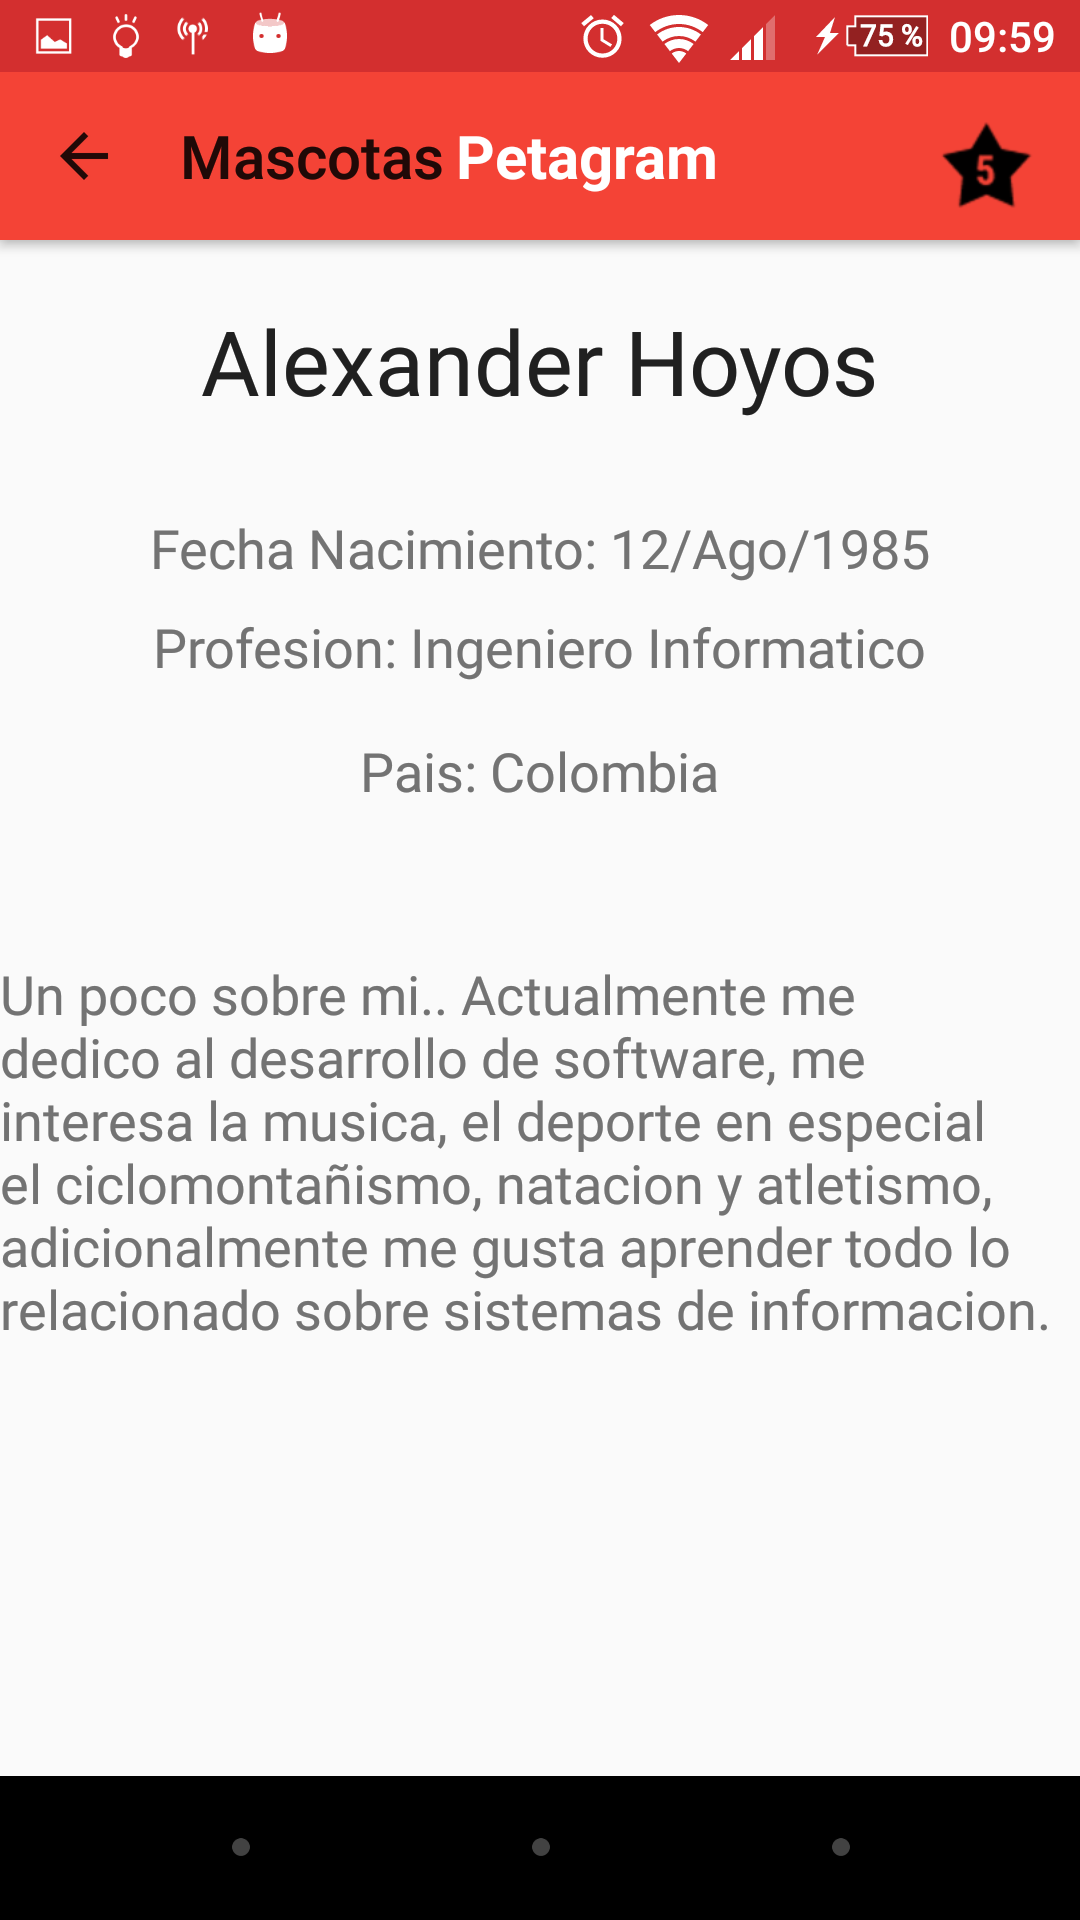 75 % 09:59
Mascotas Petagram 5
Alexander Hoyos
Fecha Nacimiento: 12/Ago/1985
Profesion: Ingeniero Informatico
Pais: Colombia
Un poco sobre mi.. Actualmente me
dedico al desarrollo de software, me
interesa la musica, el deporte en especial
el ciclomontañismo, natacion y atletismo,
adicionalmente me gusta aprender todo lo
relacionado sobre sistemas de informacion.